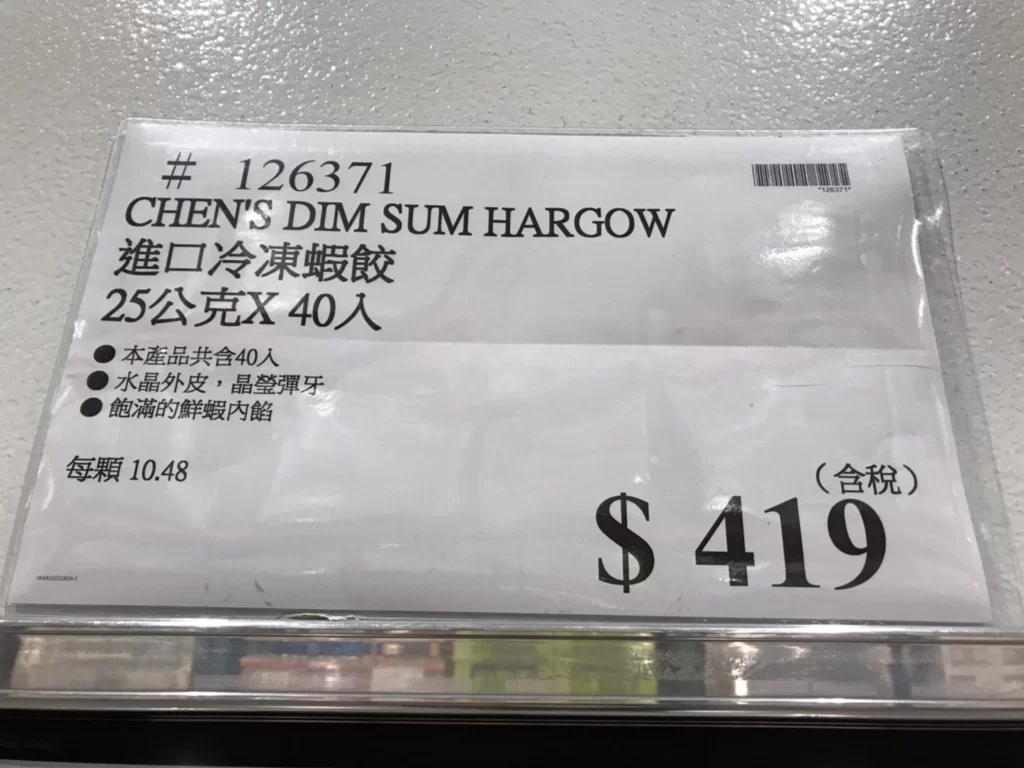 # 126371
*126371*
CHEN'S DIM SUM HARGOW
進口冷凍蝦餃
25公克X 40入
● 本產品共含40入
● 水晶外皮，晶瑩彈牙
● 飽滿的鮮蝦內餡
每顆 10.48
（含稅）
$ 419